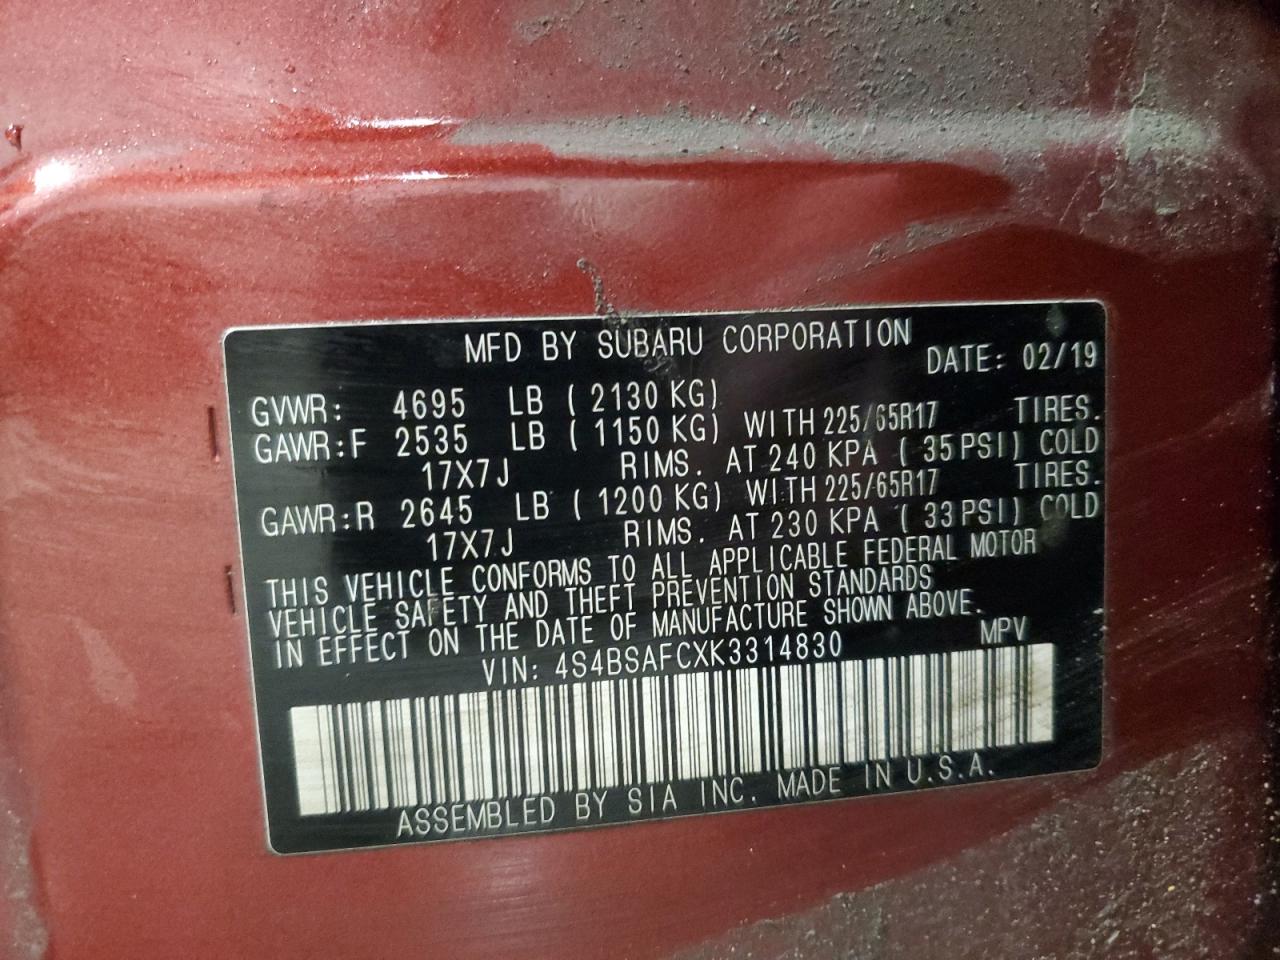 MFD BY SUBARU CORPORATION
DATE: 02/19
GVWR: 4695 LB ( 2130 KG)
GAWR:F 2535 LB ( 1150 KG) WITH 225/65R17 TIRES.
17X7J RIMS. AT 240 KPA ( 35 PSI) COLD
GAWR:R 2645 LB ( 1200 KG) WITH 225/65R17 TIRES.
17X7J RIMS. AT 230 KPA ( 33 PSI) COLD
THIS VEHICLE CONFORMS TO ALL APPLICABLE FEDERAL MOTOR
VEHICLE SAFETY AND THEFT PREVENTION STANDARDS
IN EFFECT ON THE DATE OF MANUFACTURE SHOWN ABOVE.
VIN: 4S4BSAFCXK3314830 MPV
ASSEMBLED BY SIA INC. MADE IN U.S.A.